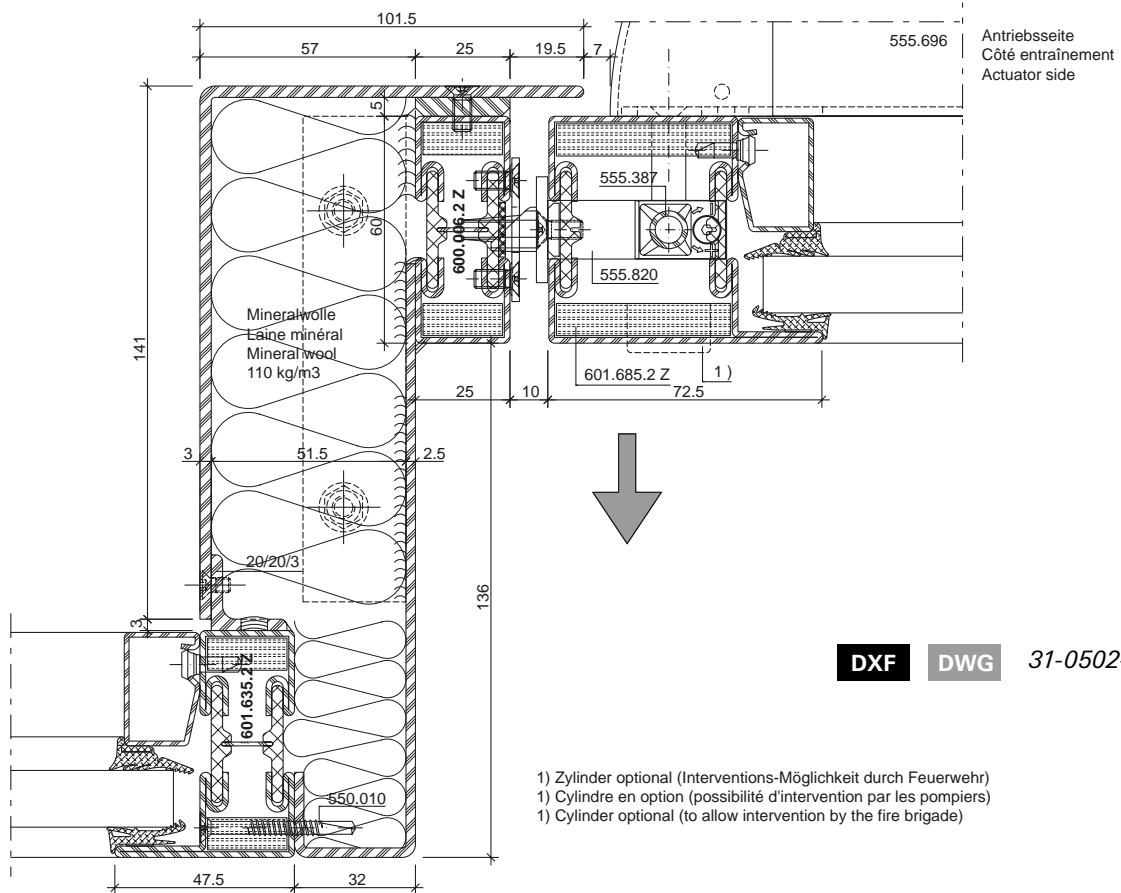 101.5
57
25
19.5
7
555.696
Antriebsseite
Côté entraînement
Actuator side
5
555.387
600.006.2 Z
60
555.820
Mineralwolle
Laine minéral
Mineral wool
110 kg/m3
141
601.685.2 Z
1 )
25
10
72.5
3
51.5
2.5
20/20/3
136
3
601.635.2 Z
DXF
DWG
31-0502-
550.010
1) Zylinder optional (Interventions-Möglichkeit durch Feuerwehr)
1) Cylindre en option (possibilité d'intervention par les pompiers)
1) Cylinder optional (to allow intervention by the fire brigade)
47.5
32